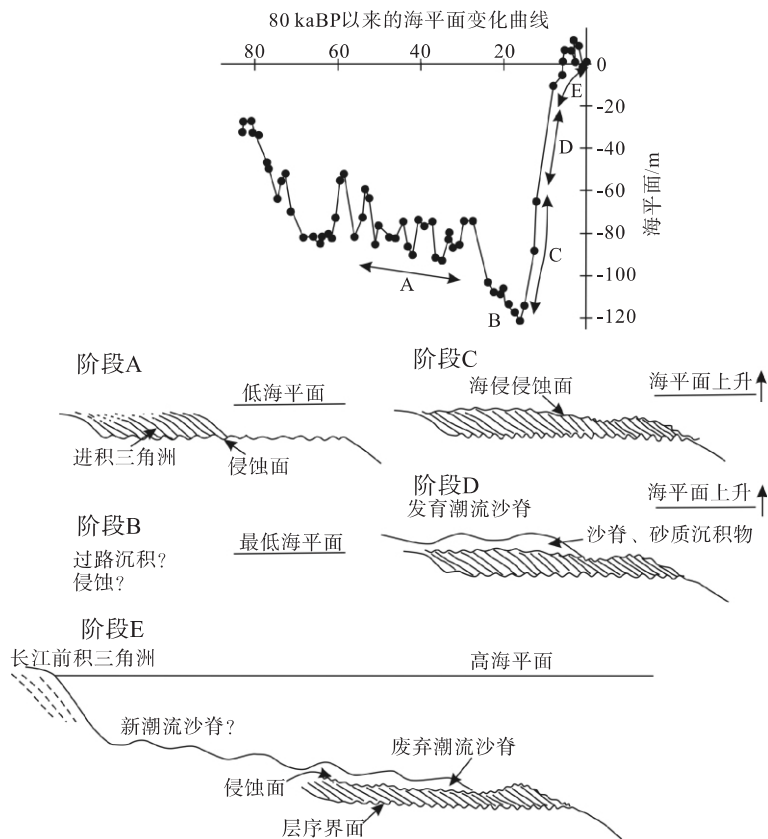 80 kaBP以来的海平面变化曲线
80 60 40 20
0
-20
-40
-60
-80
-100
-120
海平面/m
A
B
C
D
E
阶段A
低海平面
进积三角洲
侵蚀面
阶段C
海侵侵蚀面
海平面上升
阶段B
过路沉积?
侵蚀?
最低海平面
阶段D
发育潮流沙脊
海平面上升
沙脊、砂质沉积物
阶段E
长江前积三角洲
高海平面
新潮流沙脊?
废弃潮流沙脊
侵蚀面
层序界面